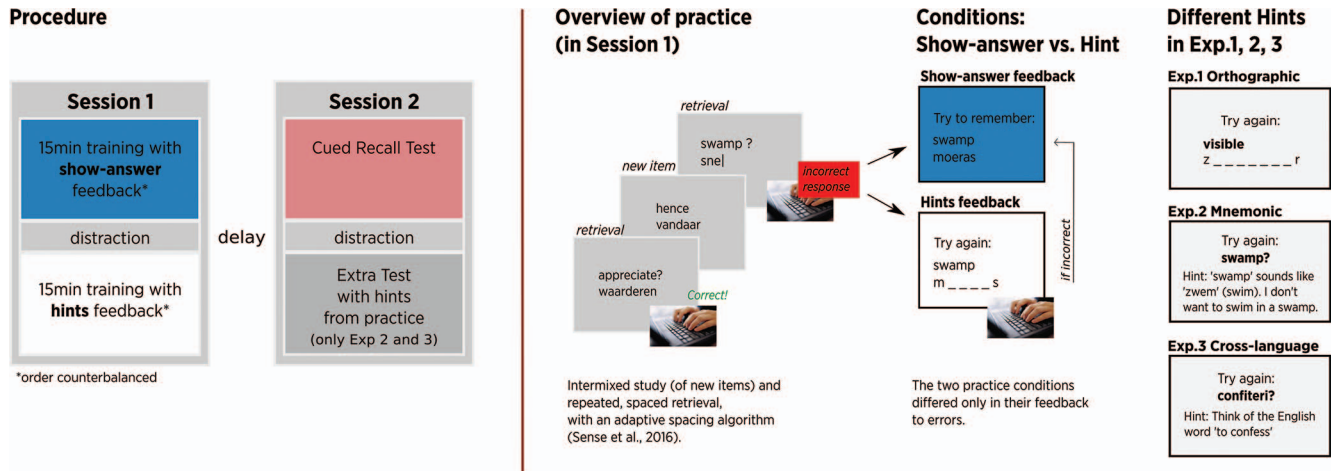 Procedure
Session 1
15min training with
show-answer
feedback*
distraction
15min training with
hints feedback*
*order counterbalanced
delay
Session 2
Cued Recall Test
distraction
Extra Test
with hints
from practice
(only Exp 2 and 3)
Overview of practice
(in Session 1)
retrieval
swamp ?
sne|
incorrect
response
new item
hence
vandaar
retrieval
appreciate?
waarderen
Correct!
Intermixed study (of new items) and
repeated, spaced retrieval,
with an adaptive spacing algorithm
(Sense et al., 2016).
Conditions:
Show-answer vs. Hint
Show-answer feedback
Try to remember:
swamp
moeras
Hints feedback
Try again:
swamp
m _ _ _ _ s
if incorrect
The two practice conditions
differed only in their feedback
to errors.
Different Hints
in Exp.1, 2, 3
Exp.1 Orthographic
Try again:
visible
z _ _ _ _ _ _ _ r
Exp.2 Mnemonic
Try again:
swamp?
Hint: 'swamp' sounds like
'zwem' (swim). I don't
want to swim in a swamp.
Exp.3 Cross-language
Try again:
confiteri?
Hint: Think of the English
word 'to confess'